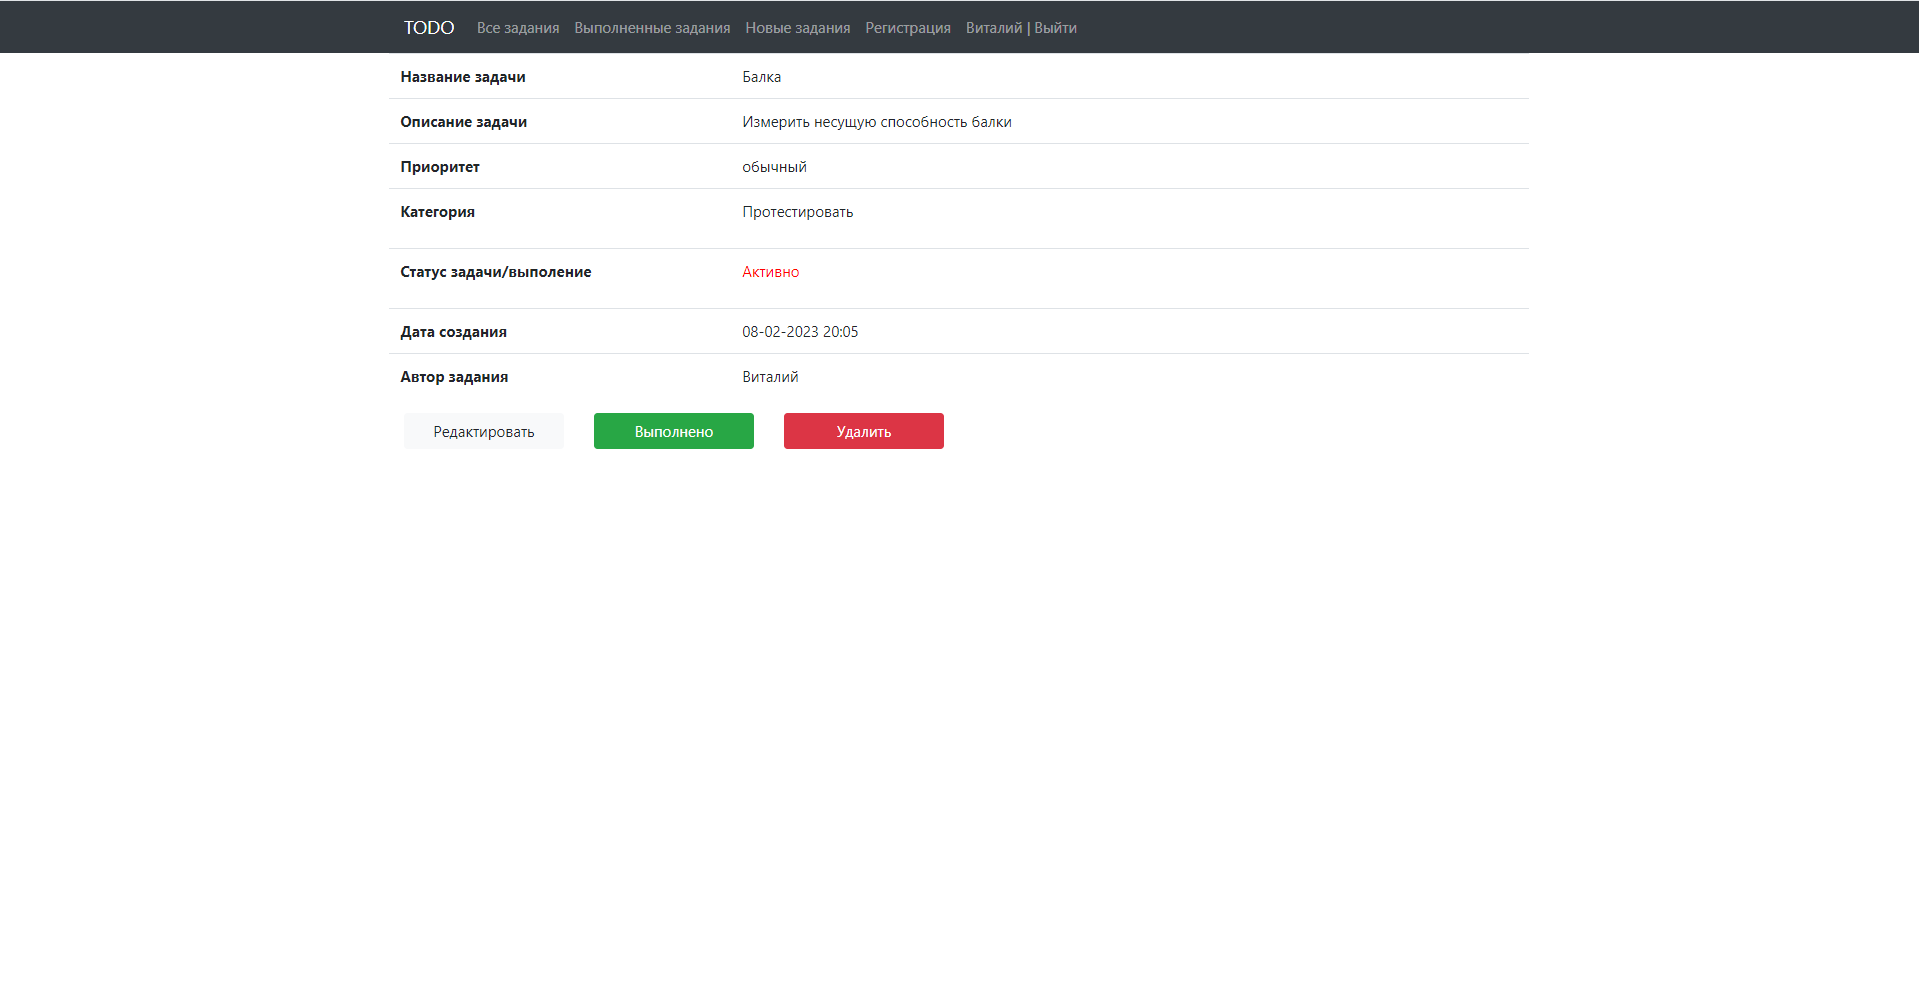 TODO Все задания Выполненные задания Новые задания Регистрация Виталий | Выйти
Название задачи Балка
Описание задачи Измерить несущую способность балки
Приоритет обычный
Категория Протестировать
Статус задачи/выполение Активно
Дата создания 08-02-2023 20:05
Автор задания Виталий
Редактировать Выполнено Удалить